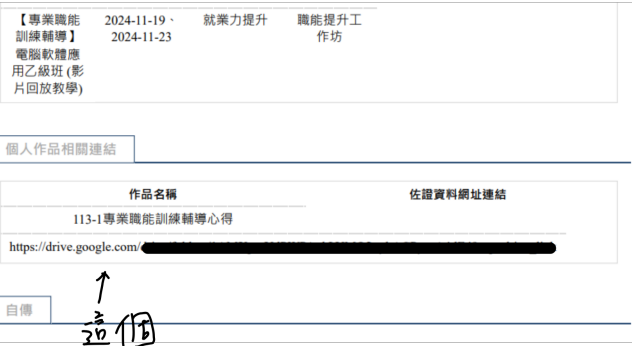 【專業職能 2024-11-19、 就業力提升 職能提升工
訓練輔導】 2024-11-23 作坊
電腦軟體應
用乙級班 (影
片回放教學)
個人作品相關連結
作品名稱 佐證資料網址連結
113-1專業職能訓練輔導心得
https://drive.google.com/
自傳
這個